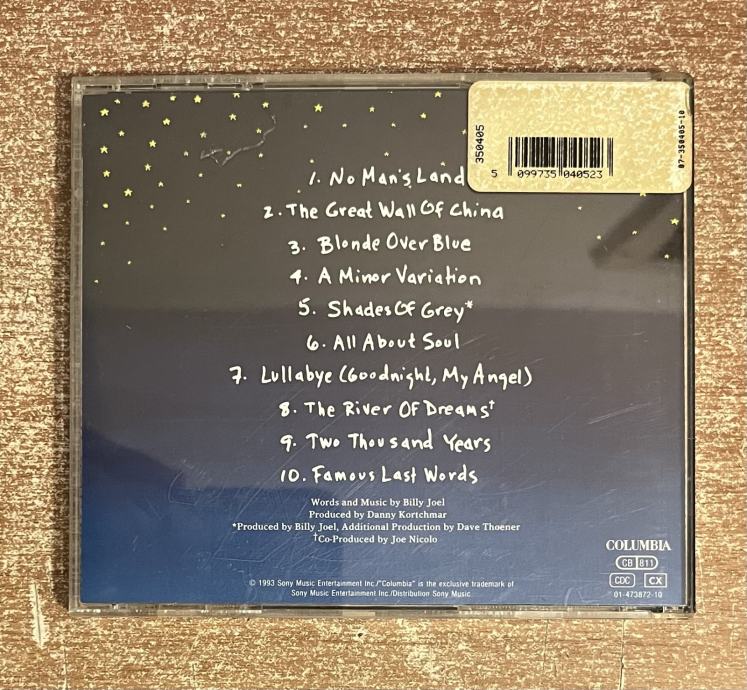 350405
5 099735 040523
07-350405-10
1. No Man's Land
2. The Great Wall Of China
3. Blonde Over Blue
4. A Minor Variation
5. Shades Of Grey*
6. All About Soul
7. Lullabye (Goodnight, My Angel)
8. The River Of Dreams†
9. Two Thousand Years
10. Famous Last Words
Words and Music by Billy Joel
Produced by Danny Kortchmar
*Produced by Billy Joel, Additional Production by Dave Thoener
†Co-Produced by Joe Nicolo
COLUMBIA
CB 811
CDC CX
01-473872-10
© 1993 Sony Music Entertainment Inc./"Columbia" is the exclusive trademark of
Sony Music Entertainment Inc./Distribution Sony Music